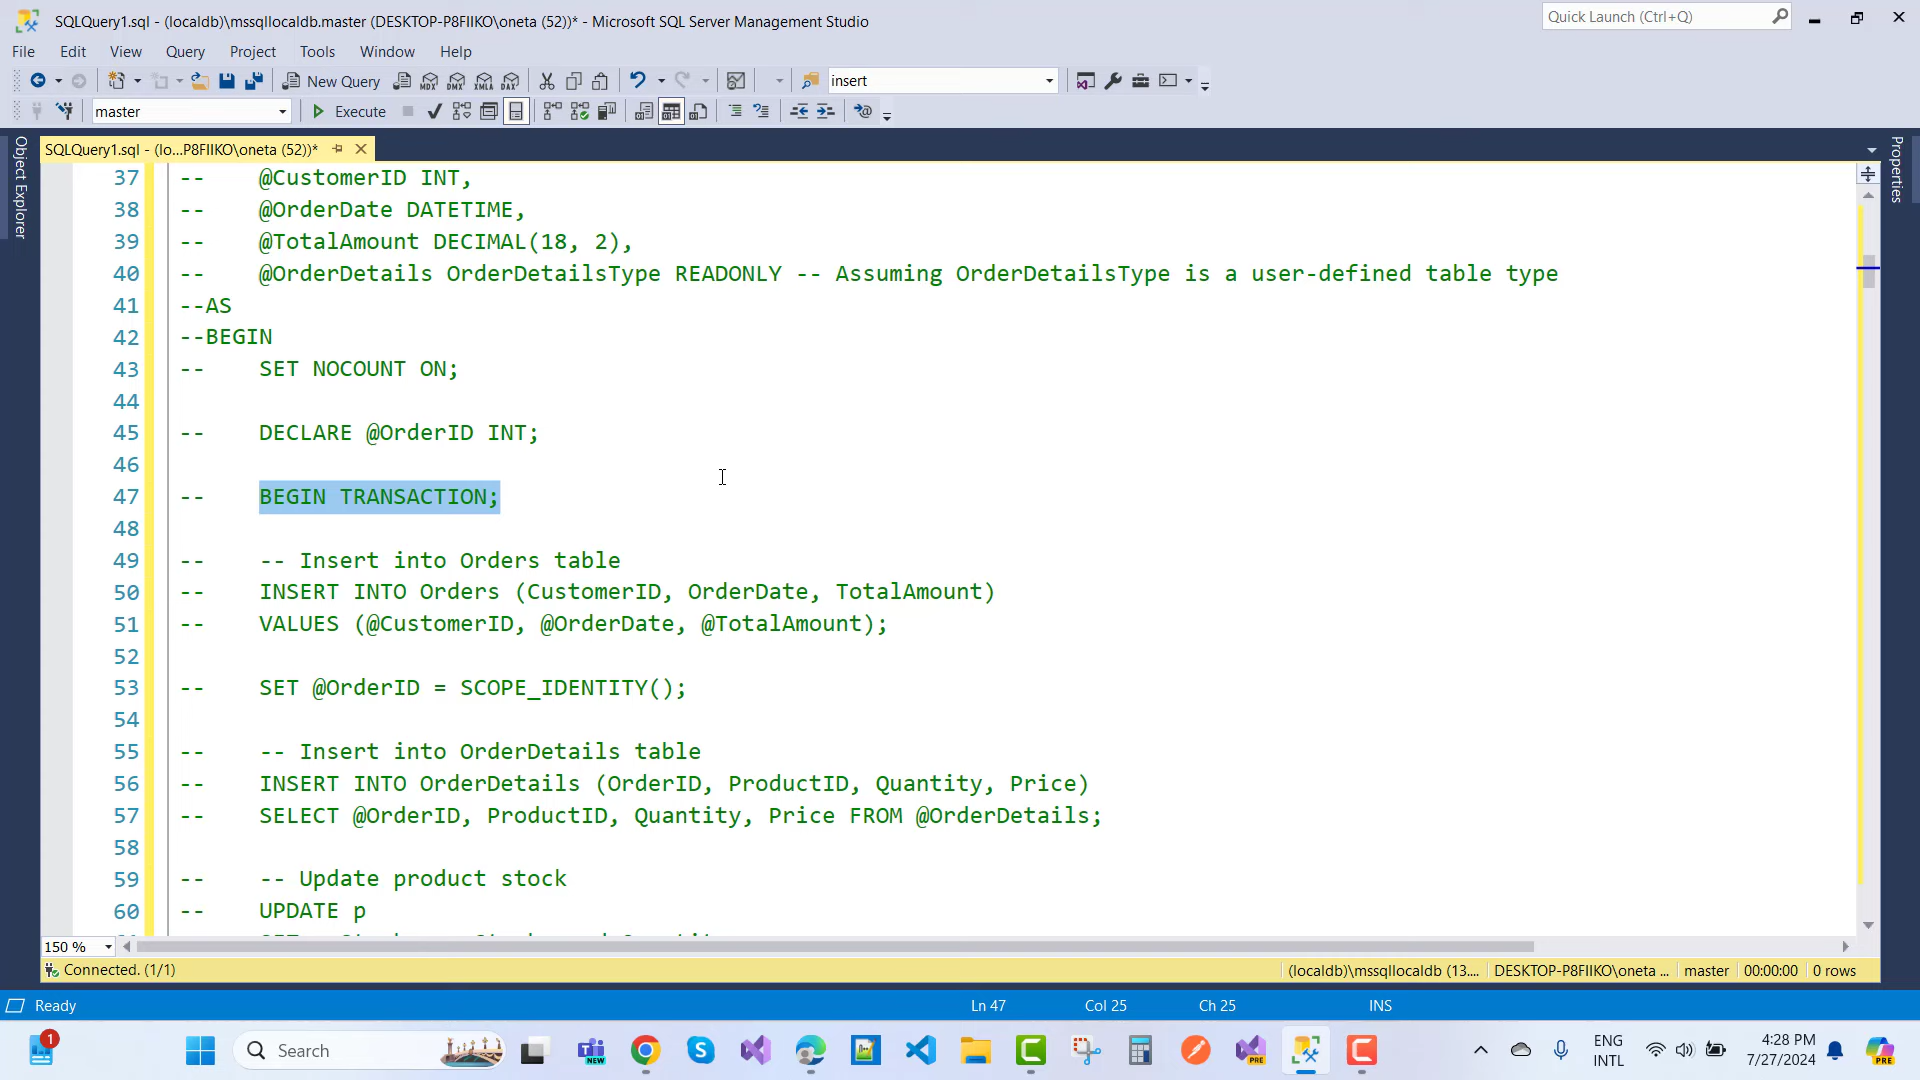 SQLQuery1.sql - (localdb)\mssqllocaldb.master (DESKTOP-P8FIIKO\oneta (52))* - Microsoft SQL Server Management Studio
Quick Launch (Ctrl+Q)
File Edit View Query Project Tools Window Help
New Query
MDX DMX XMLA DAX
insert
master
Execute
SQLQuery1.sql - (lo...P8FIIKO\oneta (52))*
Object Explorer
Properties
37 -- @CustomerID INT,
38 -- @OrderDate DATETIME,
39 -- @TotalAmount DECIMAL(18, 2),
40 -- @OrderDetails OrderDetailsType READONLY -- Assuming OrderDetailsType is a user-defined table type
41 --AS
42 --BEGIN
43 -- SET NOCOUNT ON;
44
45 -- DECLARE @OrderID INT;
46
47 -- BEGIN TRANSACTION;
48
49 -- -- Insert into Orders table
50 -- INSERT INTO Orders (CustomerID, OrderDate, TotalAmount)
51 -- VALUES (@CustomerID, @OrderDate, @TotalAmount);
52
53 -- SET @OrderID = SCOPE_IDENTITY();
54
55 -- -- Insert into OrderDetails table
56 -- INSERT INTO OrderDetails (OrderID, ProductID, Quantity, Price)
57 -- SELECT @OrderID, ProductID, Quantity, Price FROM @OrderDetails;
58
59 -- -- Update product stock
60 -- UPDATE p
150 %
Connected. (1/1)
(localdb)\mssqllocaldb (13.... DESKTOP-P8FIIKO\oneta ... master 00:00:00 0 rows
Ready
Ln 47 Col 25 Ch 25 INS
1
Search
NEW
PRE
ENG
INTL
4:28 PM
7/27/2024
PRE